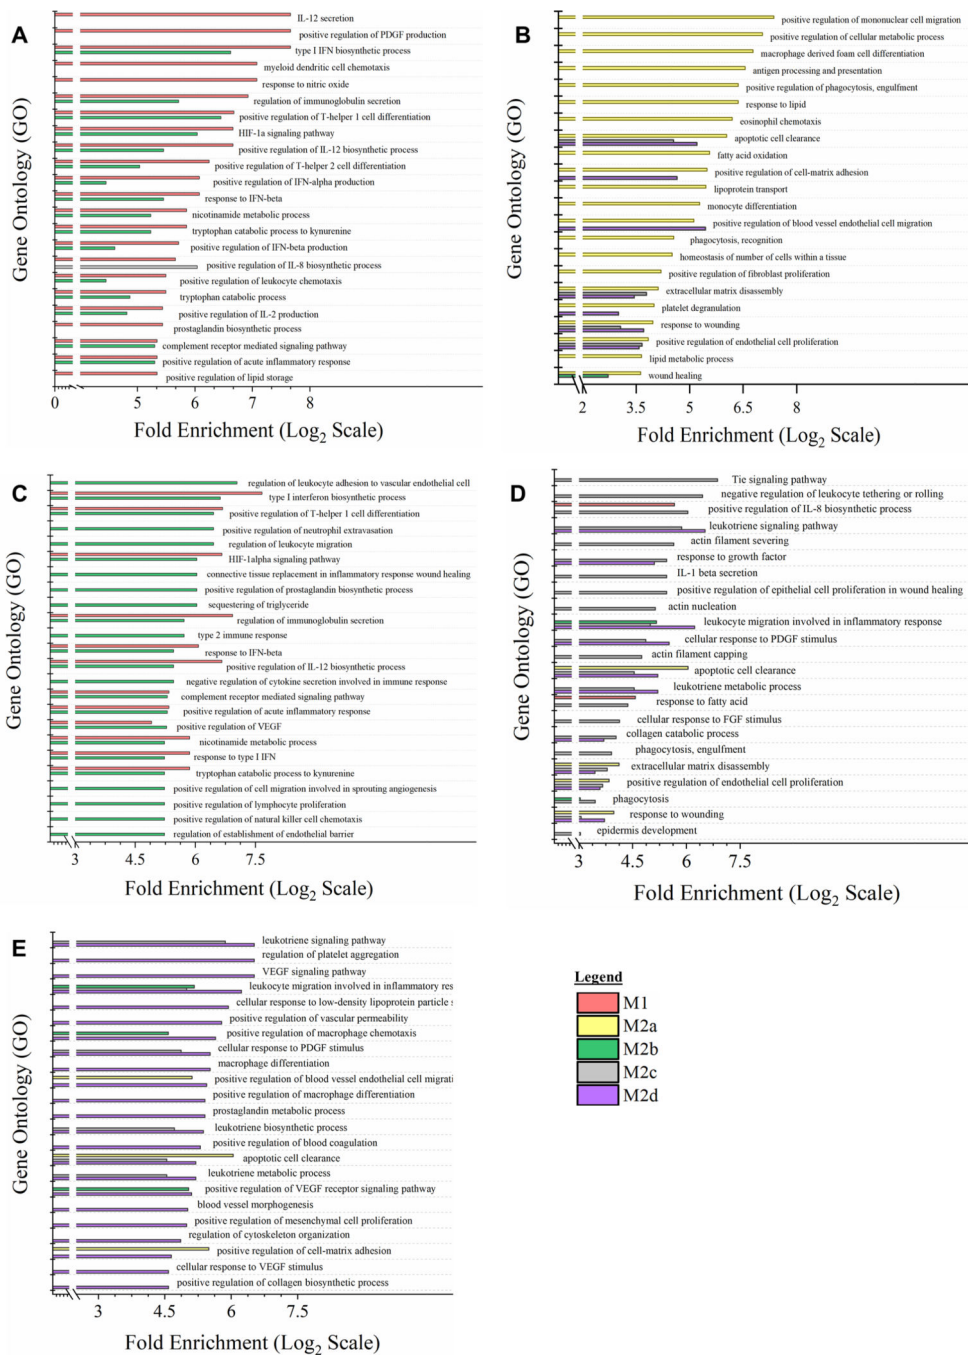 A
Gene Ontology (GO)
IL-12 secretion
positive regulation of PDGF production
type I IFN biosynthetic process
myeloid dendritic cell chemotaxis
response to nitric oxide
regulation of immunoglobulin secretion
positive regulation of T-helper 1 cell differentiation
HIF-1a signaling pathway
positive regulation of IL-12 biosynthetic process
positive regulation of T-helper 2 cell differentiation
positive regulation of IFN-alpha production
response to IFN-beta
nicotinamide metabolic process
tryptophan catabolic process to kynurenine
positive regulation of IFN-beta production
positive regulation of IL-8 biosynthetic process
positive regulation of leukocyte chemotaxis
tryptophan catabolic process
positive regulation of IL-2 production
prostaglandin biosynthetic process
complement receptor mediated signaling pathway
positive regulation of acute inflammatory response
positive regulation of lipid storage
0 5 6 7 8
Fold Enrichment (Log2 Scale)
B
Gene Ontology (GO)
positive regulation of mononuclear cell migration
positive regulation of cellular metabolic process
macrophage derived foam cell differentiation
antigen processing and presentation
positive regulation of phagocytosis, engulfment
response to lipid
eosinophil chemotaxis
apoptotic cell clearance
fatty acid oxidation
positive regulation of cell-matrix adhesion
lipoprotein transport
monocyte differentiation
positive regulation of blood vessel endothelial cell migration
phagocytosis, recognition
homeostasis of number of cells within a tissue
positive regulation of fibroblast proliferation
extracellular matrix disassembly
platelet degranulation
response to wounding
positive regulation of endothelial cell proliferation
lipid metabolic process
wound healing
2 3.5 5 6.5 8
Fold Enrichment (Log2 Scale)
C
Gene Ontology (GO)
regulation of leukocyte adhesion to vascular endothelial cell
type I interferon biosynthetic process
positive regulation of T-helper 1 cell differentiation
positive regulation of neutrophil extravasation
regulation of leukocyte migration
HIF-1alpha signaling pathway
connective tissue replacement in inflammatory response wound healing
positive regulation of prostaglandin biosynthetic process
sequestering of triglyceride
regulation of immunoglobulin secretion
type 2 immune response
response to IFN-beta
positive regulation of IL-12 biosynthetic process
negative regulation of cytokine secretion involved in immune response
complement receptor mediated signaling pathway
positive regulation of acute inflammatory response
positive regulation of VEGF
nicotinamide metabolic process
response to type I IFN
tryptophan catabolic process to kynurenine
positive regulation of cell migration involved in sprouting angiogenesis
positive regulation of lymphocyte proliferation
positive regulation of natural killer cell chemotaxis
regulation of establishment of endothelial barrier
3 4.5 6 7.5
Fold Enrichment (Log2 Scale)
D
Gene Ontology (GO)
Tie signaling pathway
negative regulation of leukocyte tethering or rolling
positive regulation of IL-8 biosynthetic process
leukotriene signaling pathway
actin filament severing
response to growth factor
IL-1 beta secretion
positive regulation of epithelial cell proliferation in wound healing
actin nucleation
leukocyte migration involved in inflammatory response
cellular response to PDGF stimulus
actin filament capping
apoptotic cell clearance
leukotriene metabolic process
response to fatty acid
cellular response to FGF stimulus
collagen catabolic process
phagocytosis, engulfment
extracellular matrix disassembly
positive regulation of endothelial cell proliferation
phagocytosis
response to wounding
epidermis development
3 4.5 6 7.5
Fold Enrichment (Log2 Scale)
E
Gene Ontology (GO)
leukotriene signaling pathway
regulation of platelet aggregation
VEGF signaling pathway
leukocyte migration involved in inflammatory res
cellular response to low-density lipoprotein particle s
positive regulation of vascular permeability
positive regulation of macrophage chemotaxis
cellular response to PDGF stimulus
macrophage differentiation
positive regulation of blood vessel endothelial cell migrati
positive regulation of macrophage differentiation
prostaglandin metabolic process
leukotriene biosynthetic process
positive regulation of blood coagulation
apoptotic cell clearance
leukotriene metabolic process
positive regulation of VEGF receptor signaling pathway
blood vessel morphogenesis
positive regulation of mesenchymal cell proliferation
regulation of cytoskeleton organization
positive regulation of cell-matrix adhesion
cellular response to VEGF stimulus
positive regulation of collagen biosynthetic process
3 4.5 6 7.5
Fold Enrichment (Log2 Scale)
Legend
M1
M2a
M2b
M2c
M2d